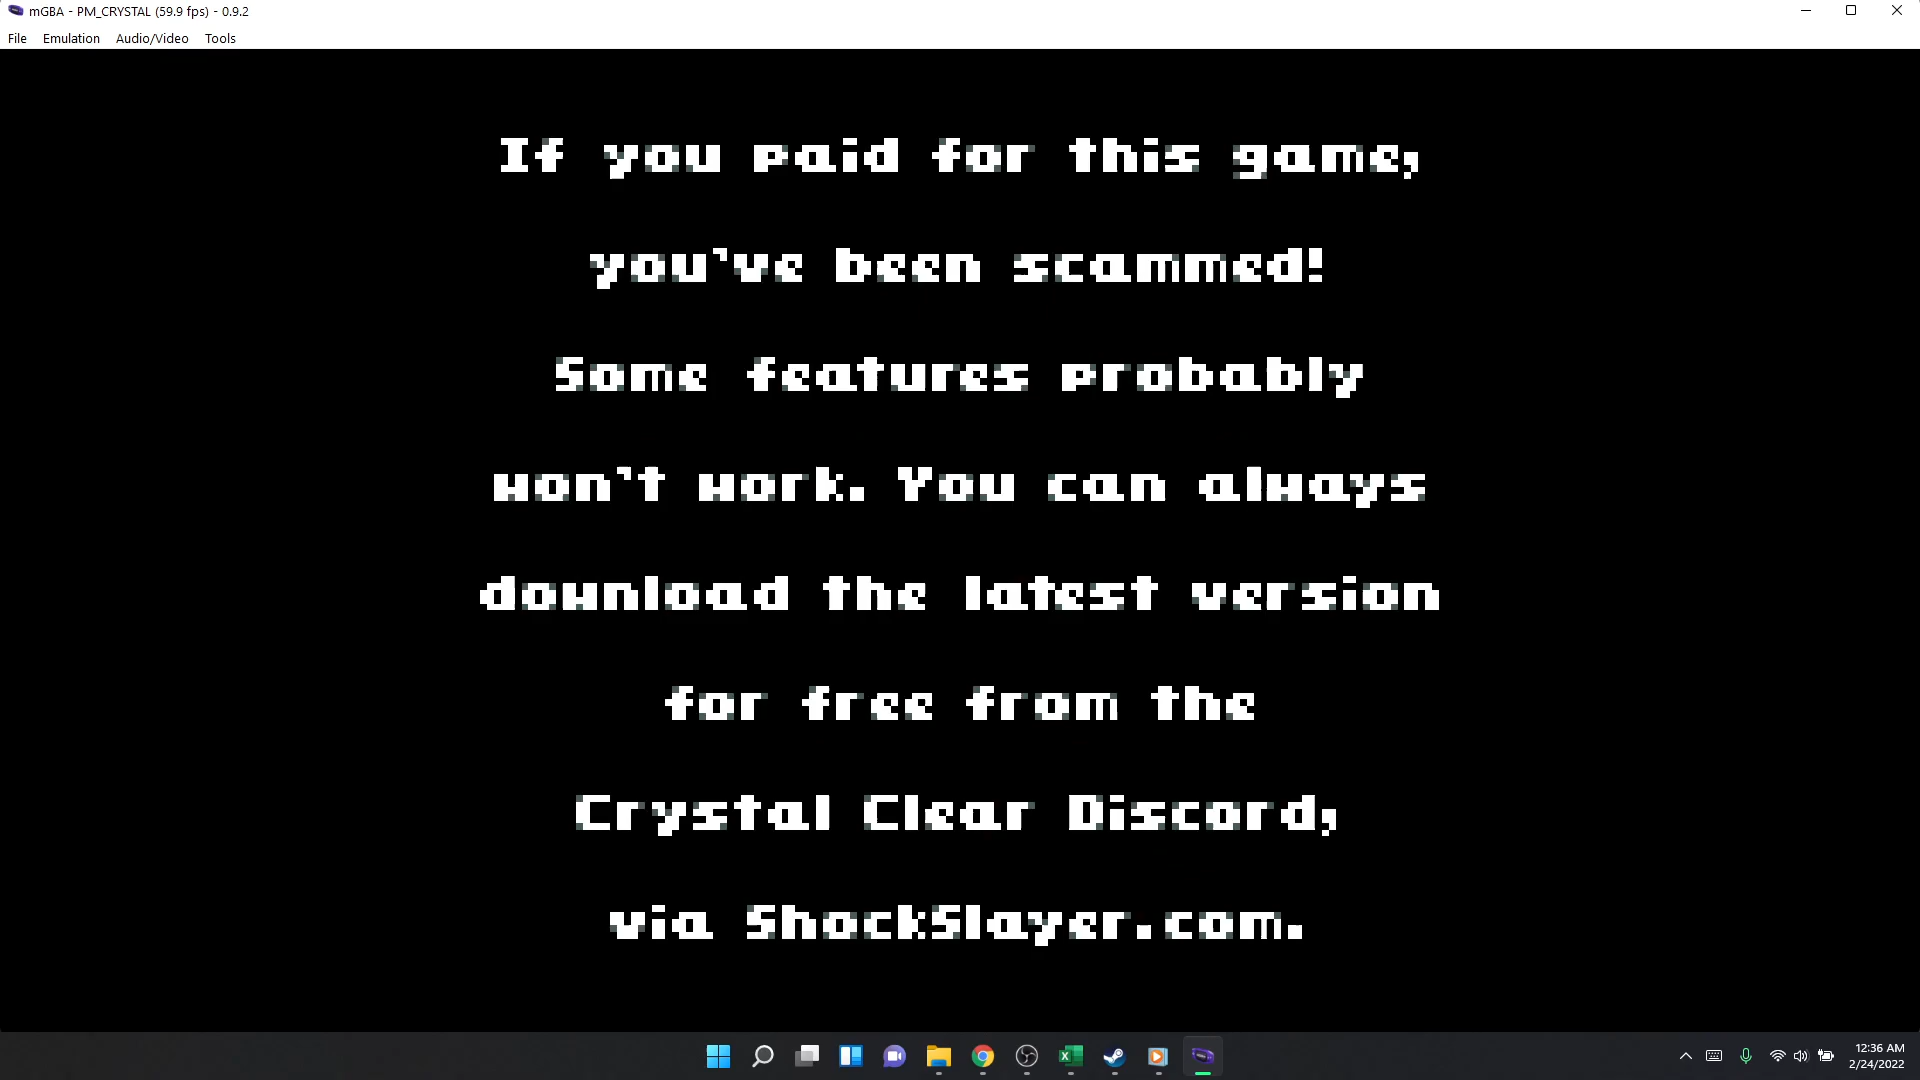 mGBA - PM_CRYSTAL (59.9 fps) - 0.9.2
File Emulation Audio/Video Tools
If you paid for this game,
you've been scammed!
Some features probably
won't work. You can always
download the latest version
for free from the
Crystal Clear Discord,
via ShockSlayer.com.
12:36 AM
2/24/2022